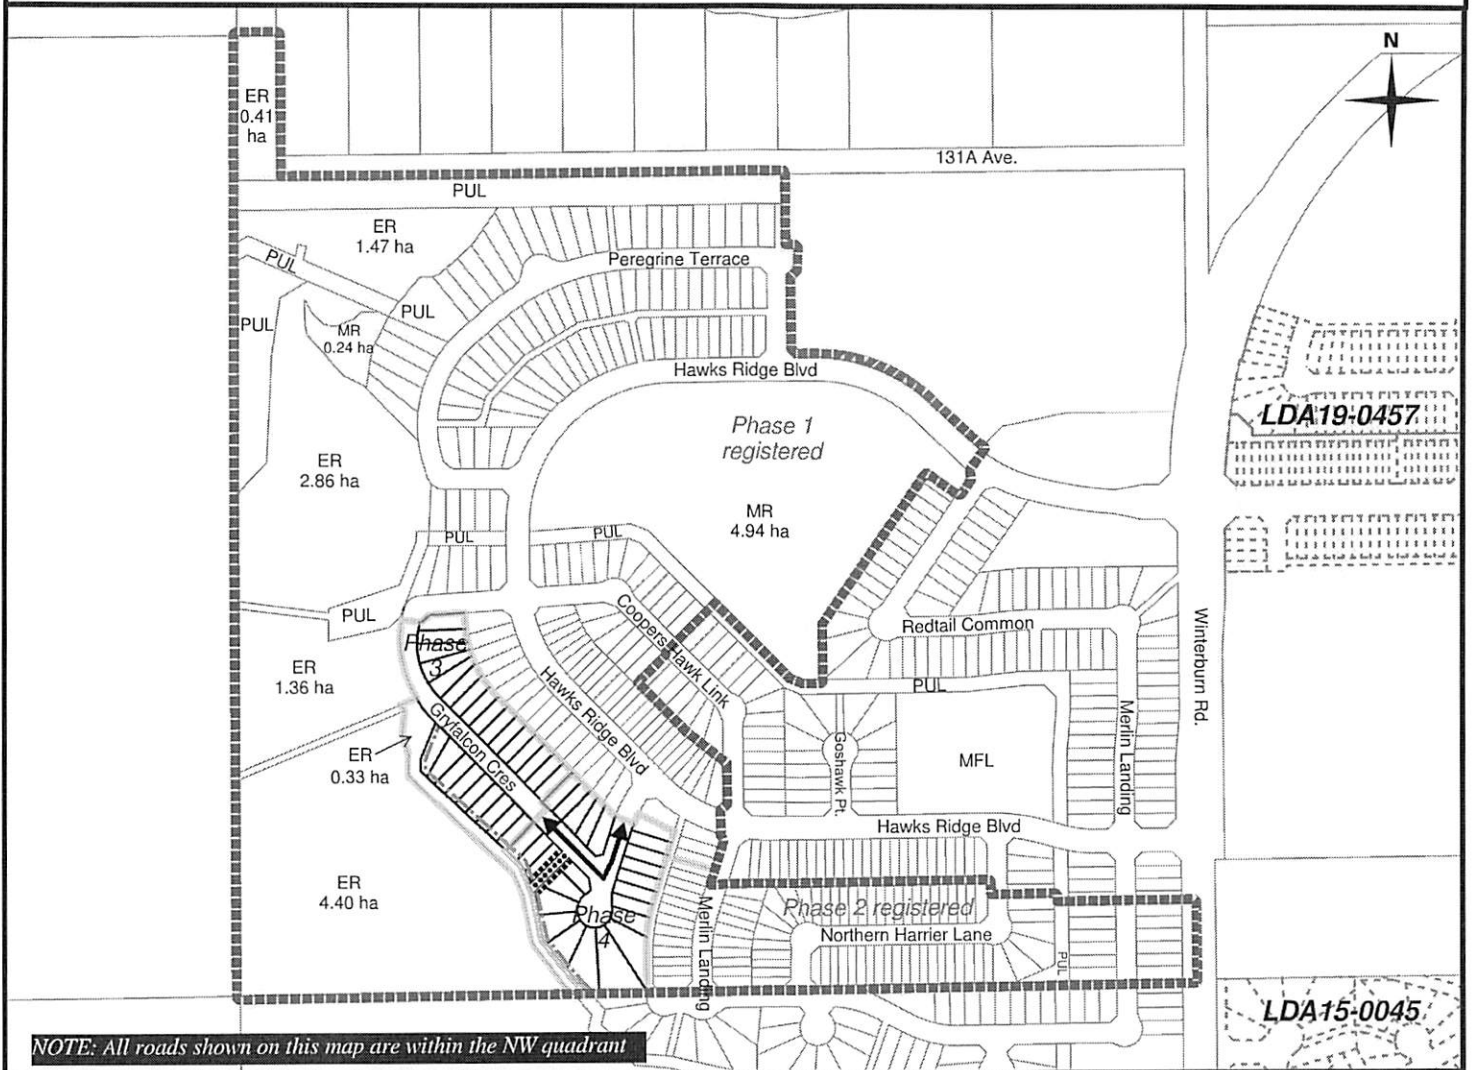 N
ER
0.41
ha
131A Ave.
PUL
ER
1.47 ha
PUL
Peregrine Terrace
PUL
PUL
MR
0.24 ha
Hawks Ridge Blvd
LDA19-0457
Phase 1
registered
ER
2.86 ha
MR
4.94 ha
PUL
PUL
PUL
Coopers Hawk Link
Redtail Common
Winterburn Rd.
Phase
3
ER
1.36 ha
Hawks Ridge Blvd
PUL
Merlin Landing
Gryfalcon Cres
Goshawk Pt.
MFL
ER
0.33 ha
Hawks Ridge Blvd
ER
4.40 ha
Phase
4
Merlin Landing
Phase 2 registered
Northern Harrier Lane
PUL
LDA15-0045
NOTE: All roads shown on this map are within the NW quadrant